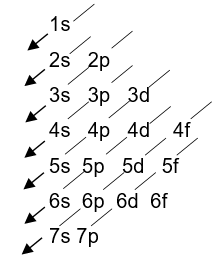 1s
2s 2p
3s 3p 3d
4s 4p 4d 4f
5s 5p 5d 5f
6s 6p 6d 6f
7s 7p